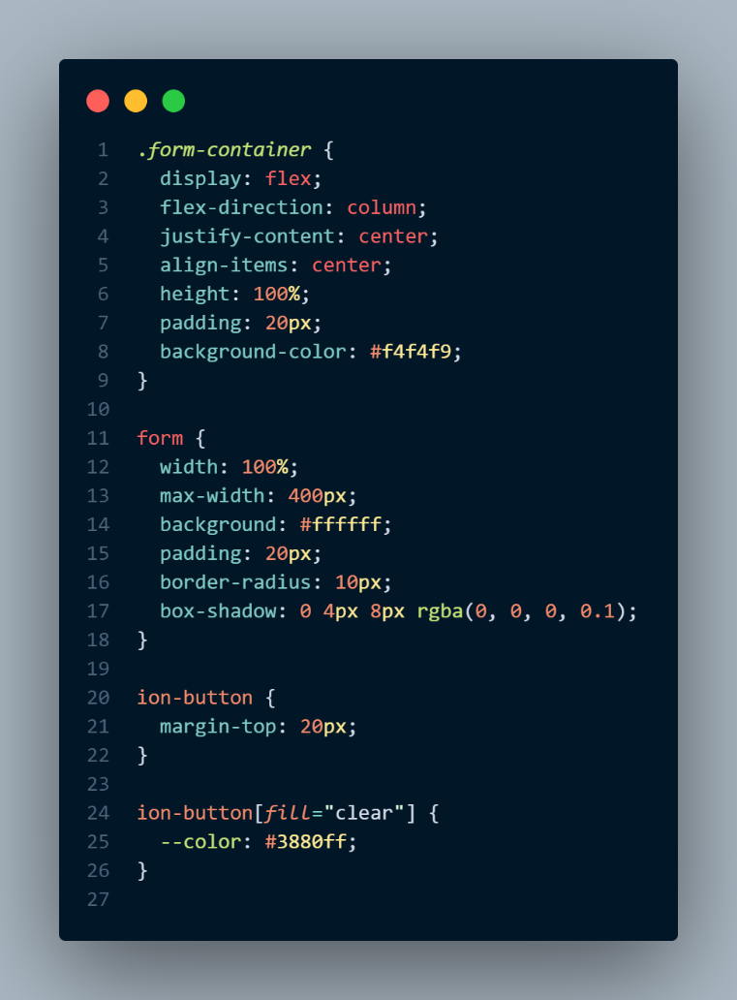 1 .form-container {
2   display: flex;
3   flex-direction: column;
4   justify-content: center;
5   align-items: center;
6   height: 100%;
7   padding: 20px;
8   background-color: #f4f4f9;
9 }
10
11 form {
12   width: 100%;
13   max-width: 400px;
14   background: #ffffff;
15   padding: 20px;
16   border-radius: 10px;
17   box-shadow: 0 4px 8px rgba(0, 0, 0, 0.1);
18 }
19
20 ion-button {
21   margin-top: 20px;
22 }
23
24 ion-button[fill="clear"] {
25   --color: #3880ff;
26 }
27